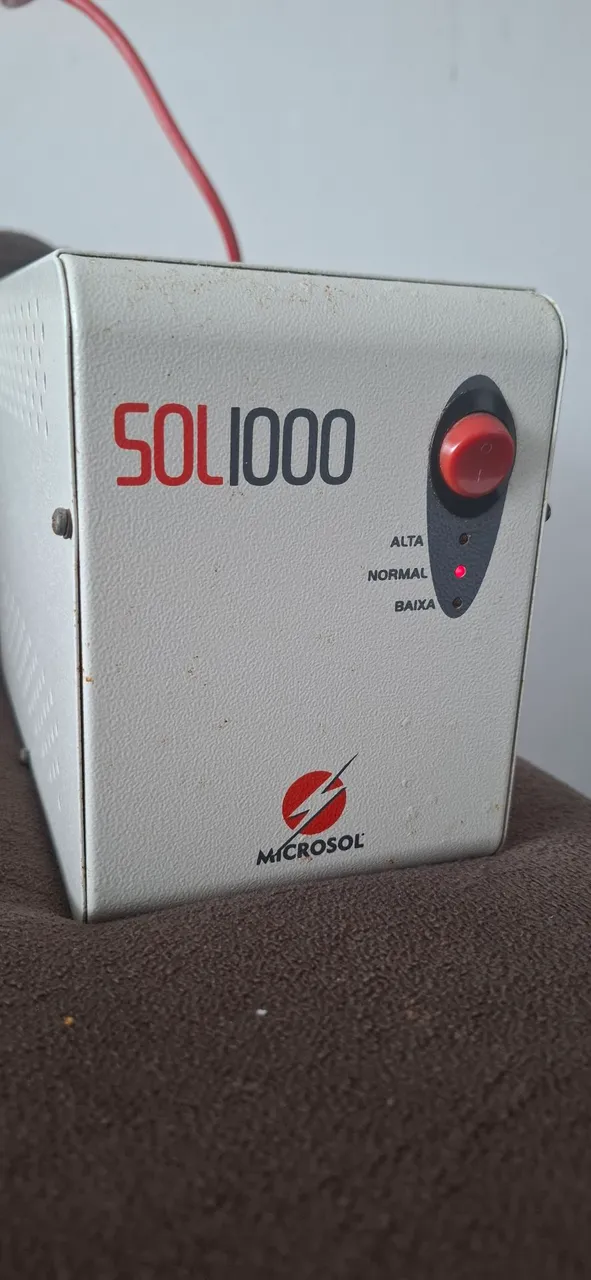 SOL1000
ALTA
NORMAL
BAIXA
MICROSOL